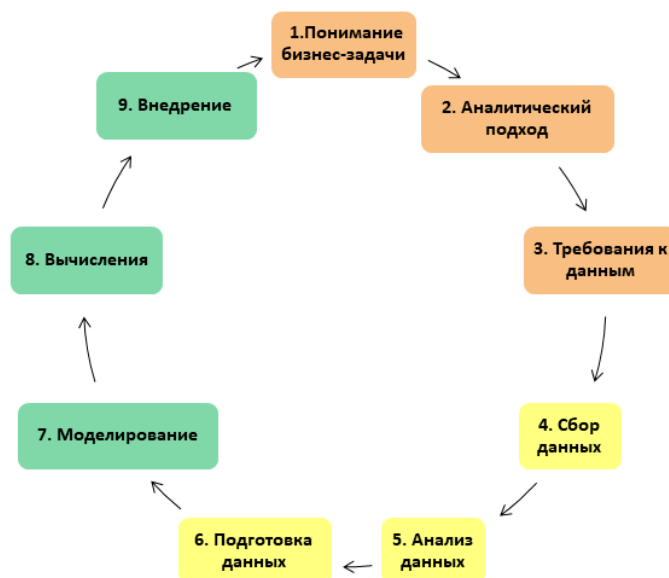 1.Понимание
бизнес-задачи
2. Аналитический
подход
3. Требования к
данным
4. Сбор
данных
5. Анализ
данных
6. Подготовка
данных
7. Моделирование
8. Вычисления
9. Внедрение